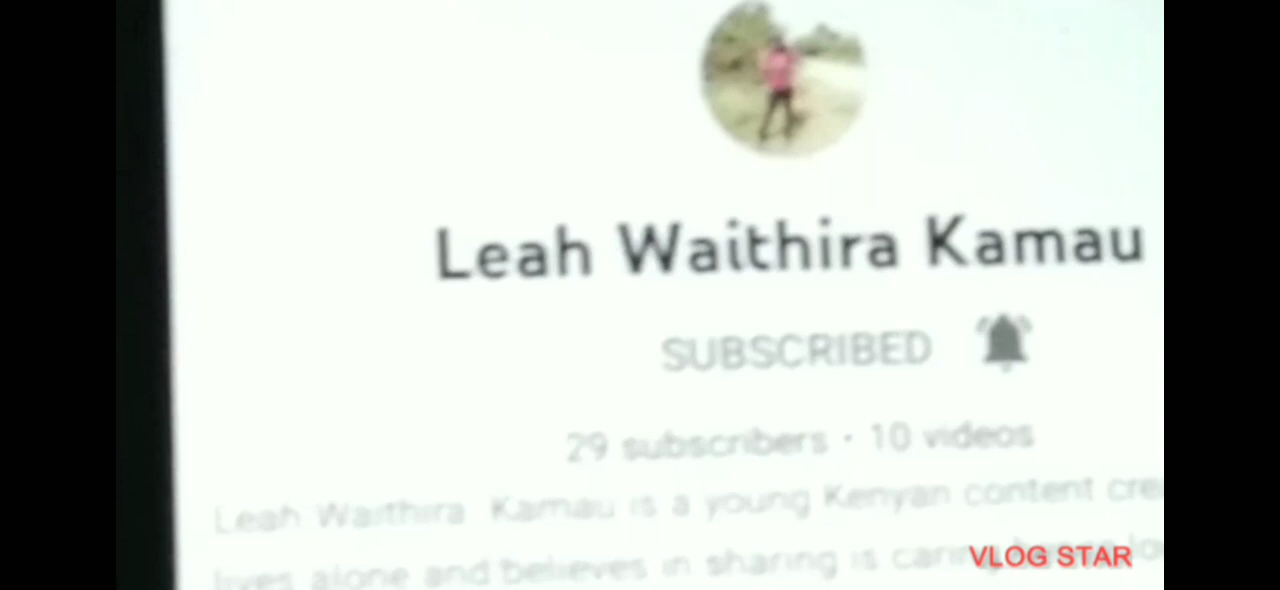 Leah Waithira Kamau
SUBSCRIBED
29 subscribers · 10 videos
Leah Waithira Kamau is a young Kenyan content
lives alone and believes in sharing is caring
VLOG STAR